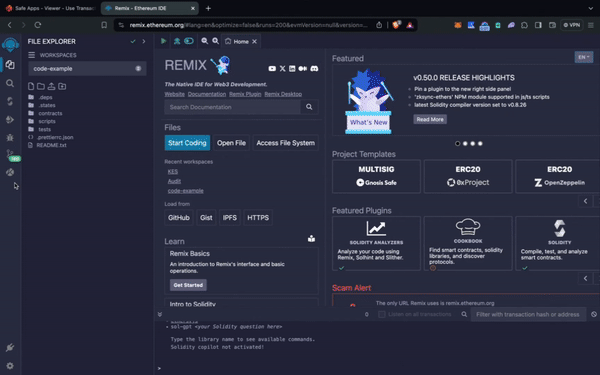 Safe Apps – Viewer – Use Transac
Remix - Ethereum IDE
remix.ethereum.org/#lang=en&optimize=false&runs=200&evmVersion=null&version=...
VPN
FILE EXPLORER
WORKSPACES
code-example
.deps
.states
contracts
scripts
tests
.prettierrc.json
README.txt
Home
REMIX
The Native IDE for Web3 Development.
Website Documentation Remix Plugin Remix Desktop
Search Documentation
Files
Start Coding
Open File
Access File System
Recent workspaces
KES
Audit
code-example
Load from
GitHub
Gist
IPFS
HTTPS
Learn
Remix Basics
An introduction to Remix's interface and basic operations.
Get Started
Intro to Solidity
Featured
EN
What's New
v0.50.0 RELEASE HIGHLIGHTS
* Pin a plugin to the new right side panel
* 'zksync-ethers' NPM module supported in js/ts scripts
* latest Solidity compiler version set to v0.8.26
Read More
Project Templates
MULTISIG
Gnosis Safe
ERC20
0xProject
ERC20
OpenZeppelin
Featured Plugins
SOLIDITY ANALYZERS
Analyze your code using Remix, Solhint and Slither.
COOKBOOK
Find smart contracts, solidity libraries, and discover protocols.
SOLIDITY
Compile, test, and analyse smart contracts.
Scam Alert
The only URL Remix uses is remix.ethereum.org
0
Listen on all transactions
Filter with transaction hash or address
• sol-gpt <your Solidity question here>
Type the library name to see available commands.
Solidity copilot not activated!
>